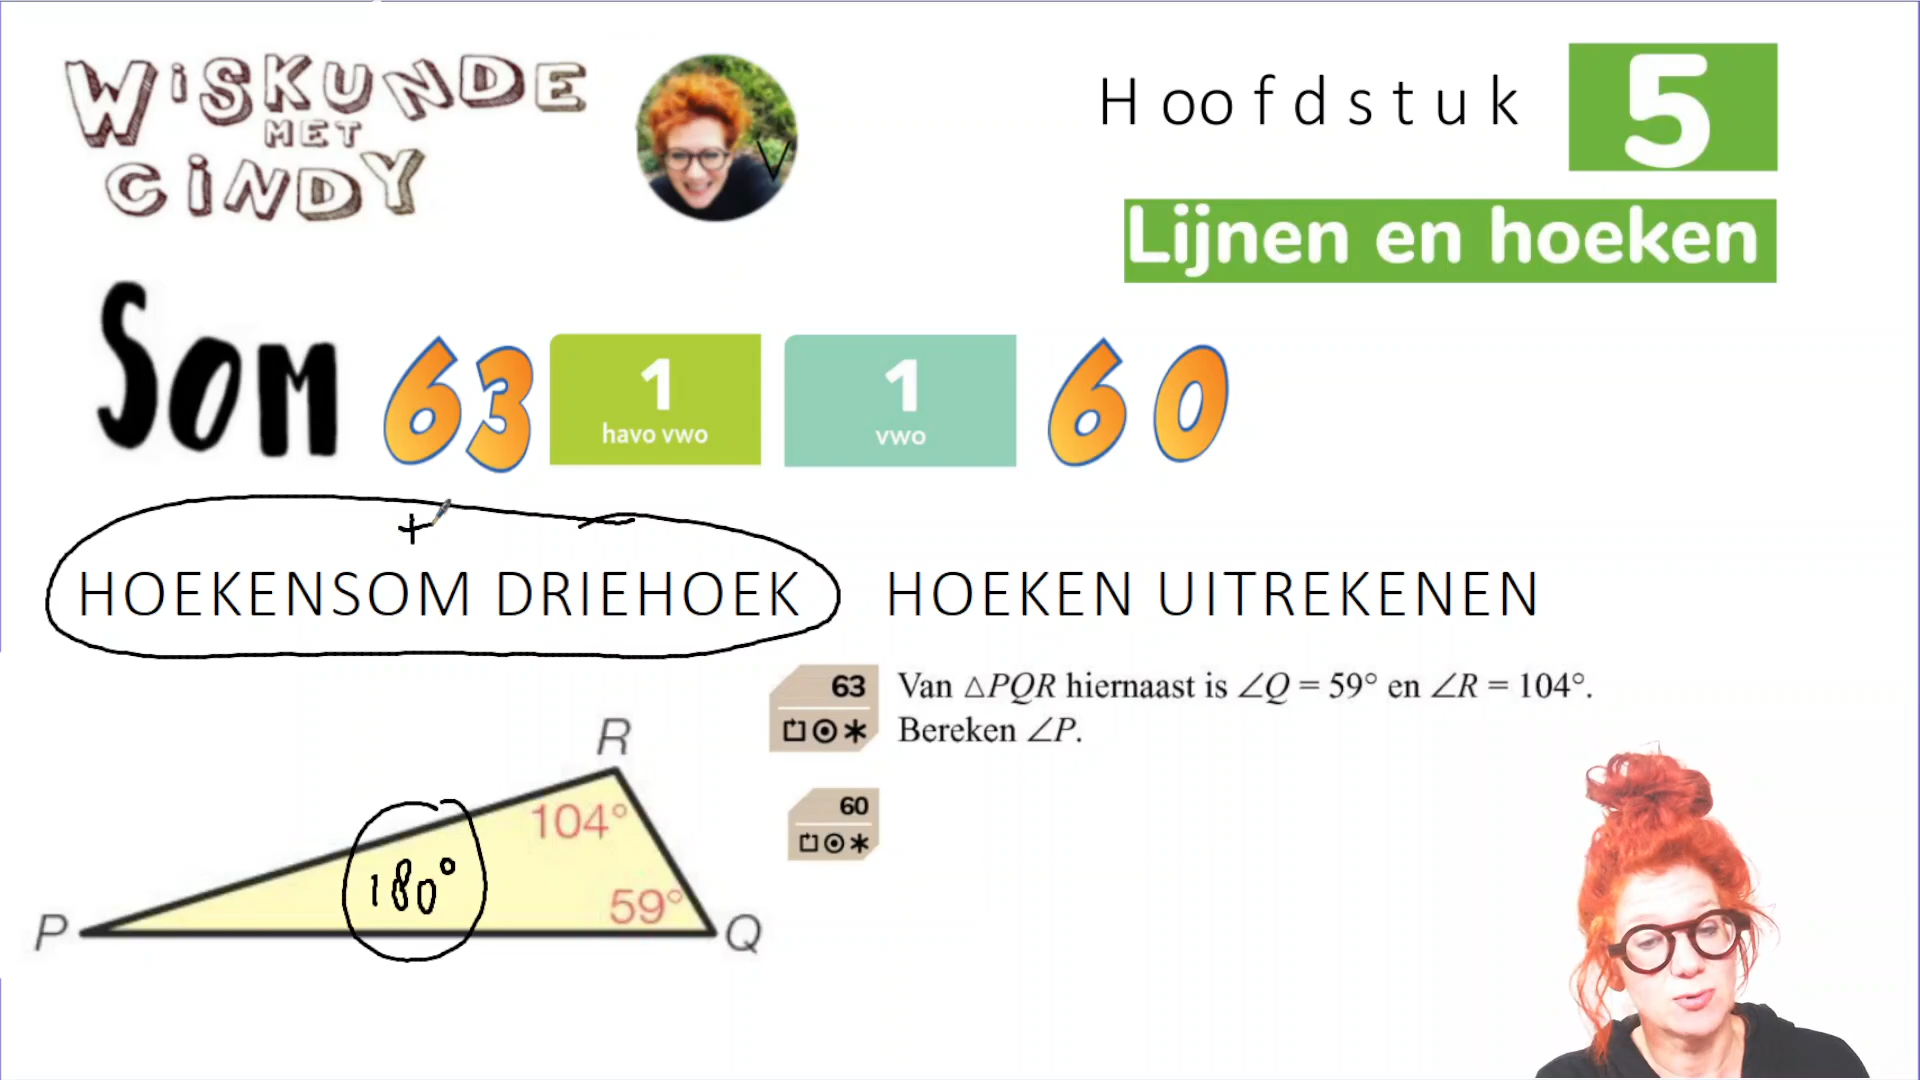 WiSKUNDE
MET
CiNDY
Hoofdstuk 5
Lijnen en hoeken
SOM 63 1 havo vwo 1 vwo 60
+
HOEKENSOM DRIEHOEK HOEKEN UITREKENEN
63 Van △PQR hiernaast is ∠Q = 59° en ∠R = 104°.
Bereken ∠P.
60
R
104°
180°
59°
P
Q